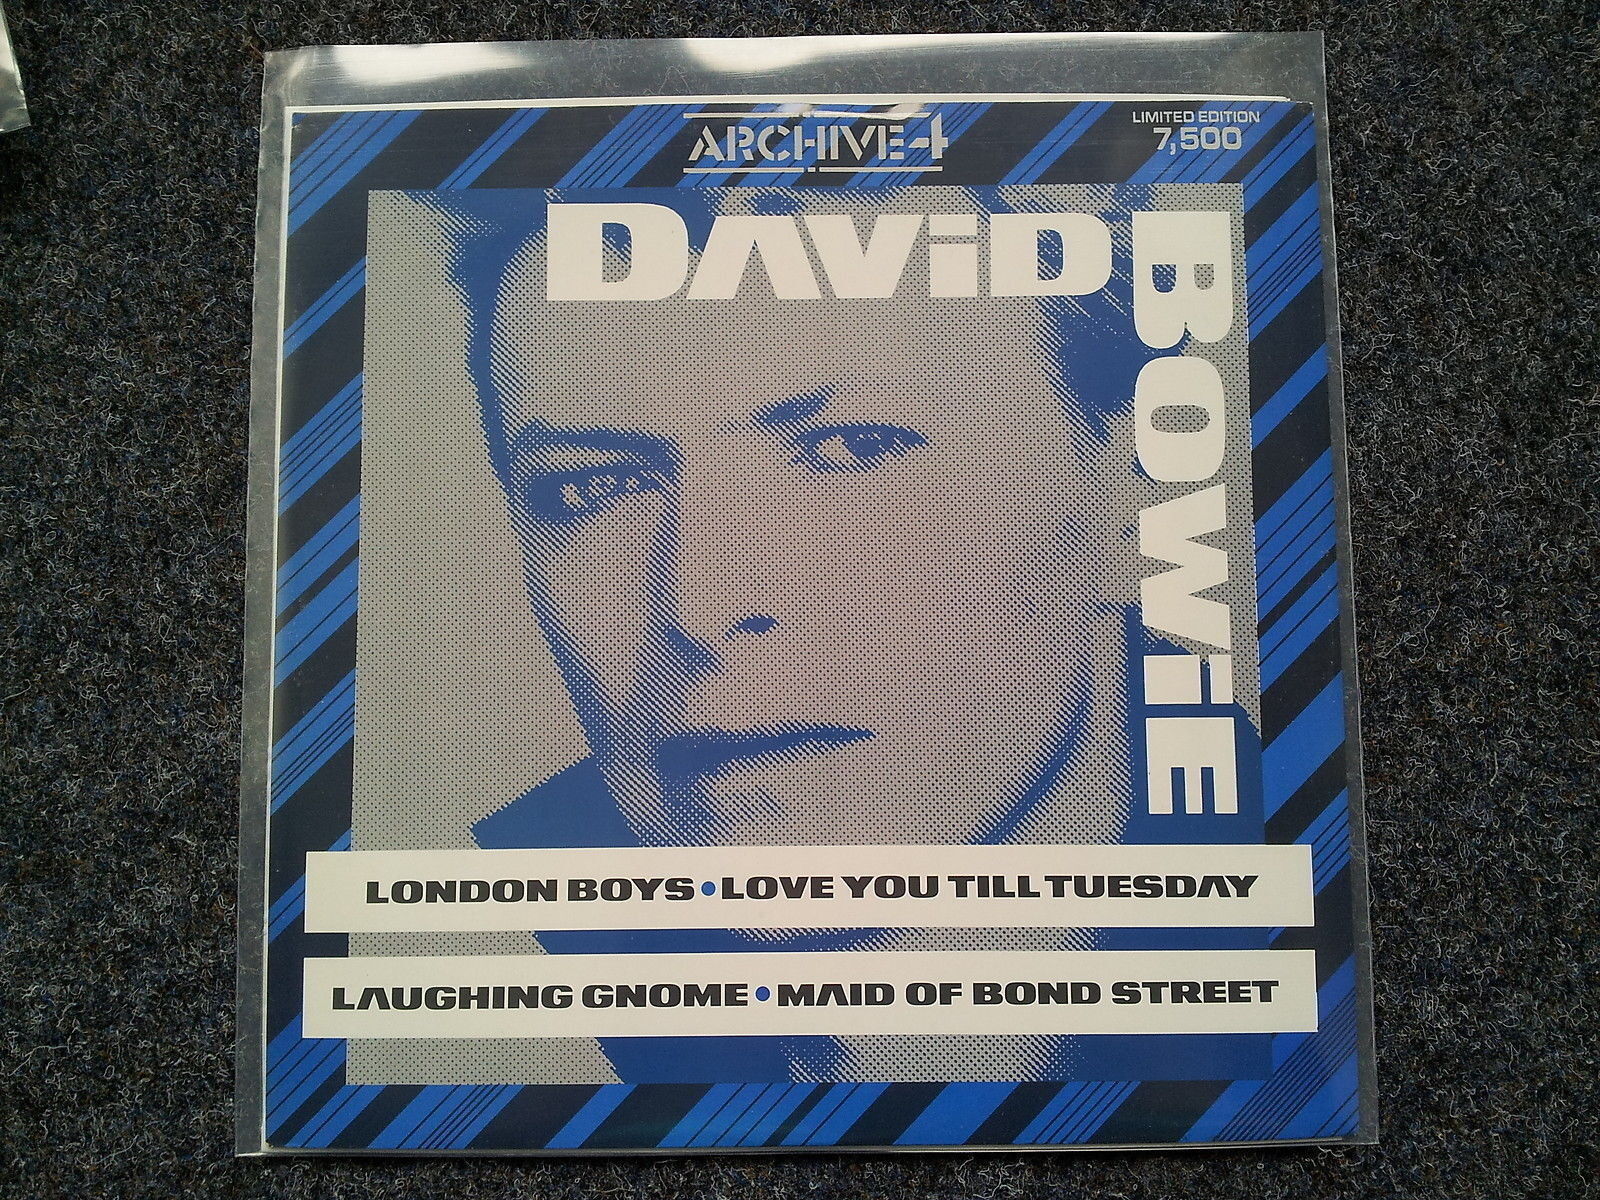 ARCHIVE 4
LIMITED EDITION
7,500
DAViD
BOWiE
LONDON BOYS • LOVE YOU TILL TUESDAY
LAUGHING GNOME • MAID OF BOND STREET